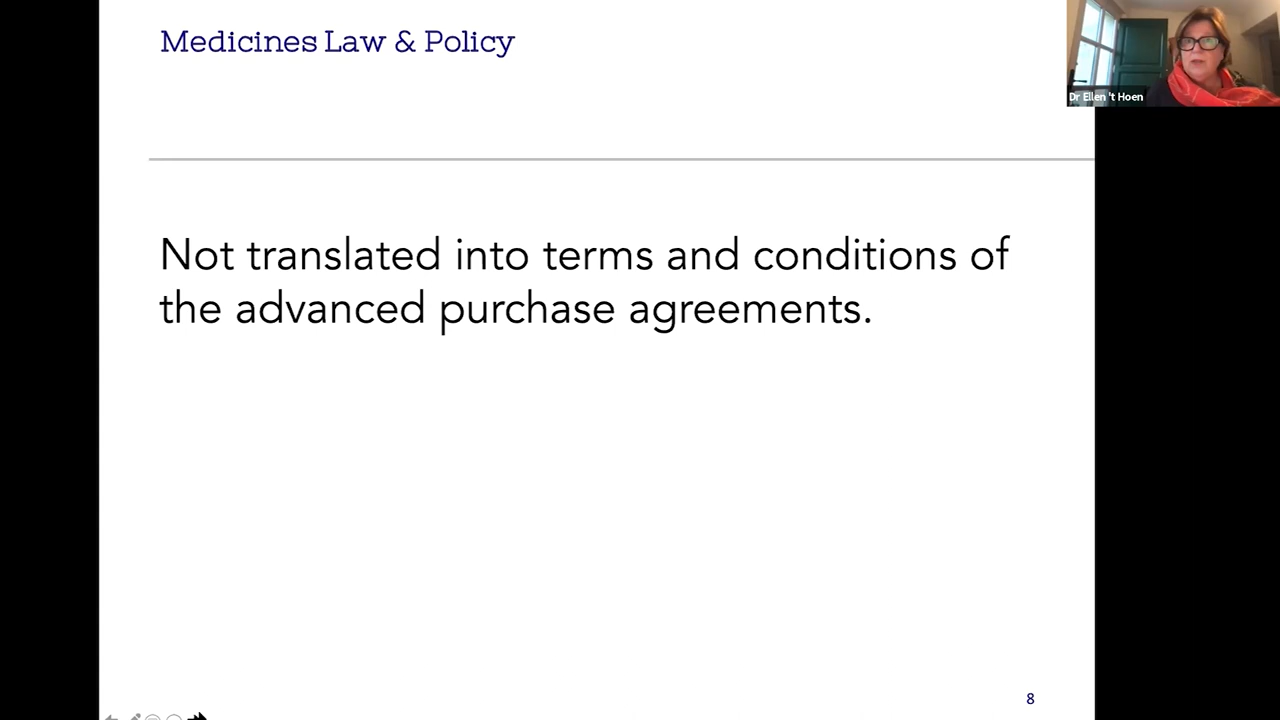 Medicines Law & Policy
Dr Ellen 't Hoen
Not translated into terms and conditions of
the advanced purchase agreements.
8